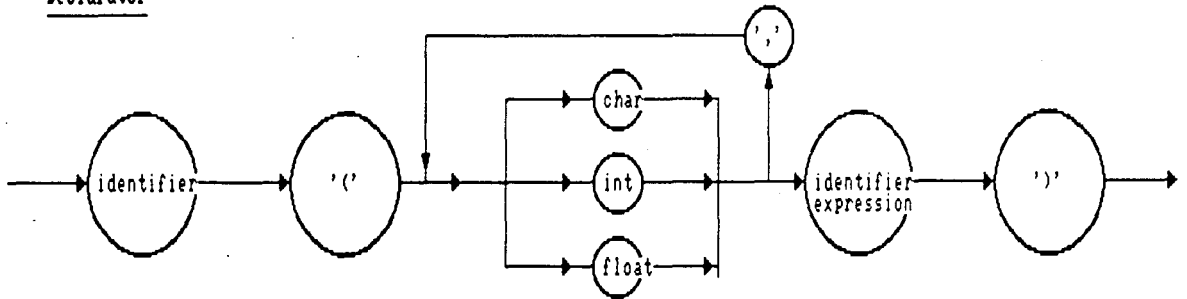 ','
char
identifier '(' int identifier expression ')'
float